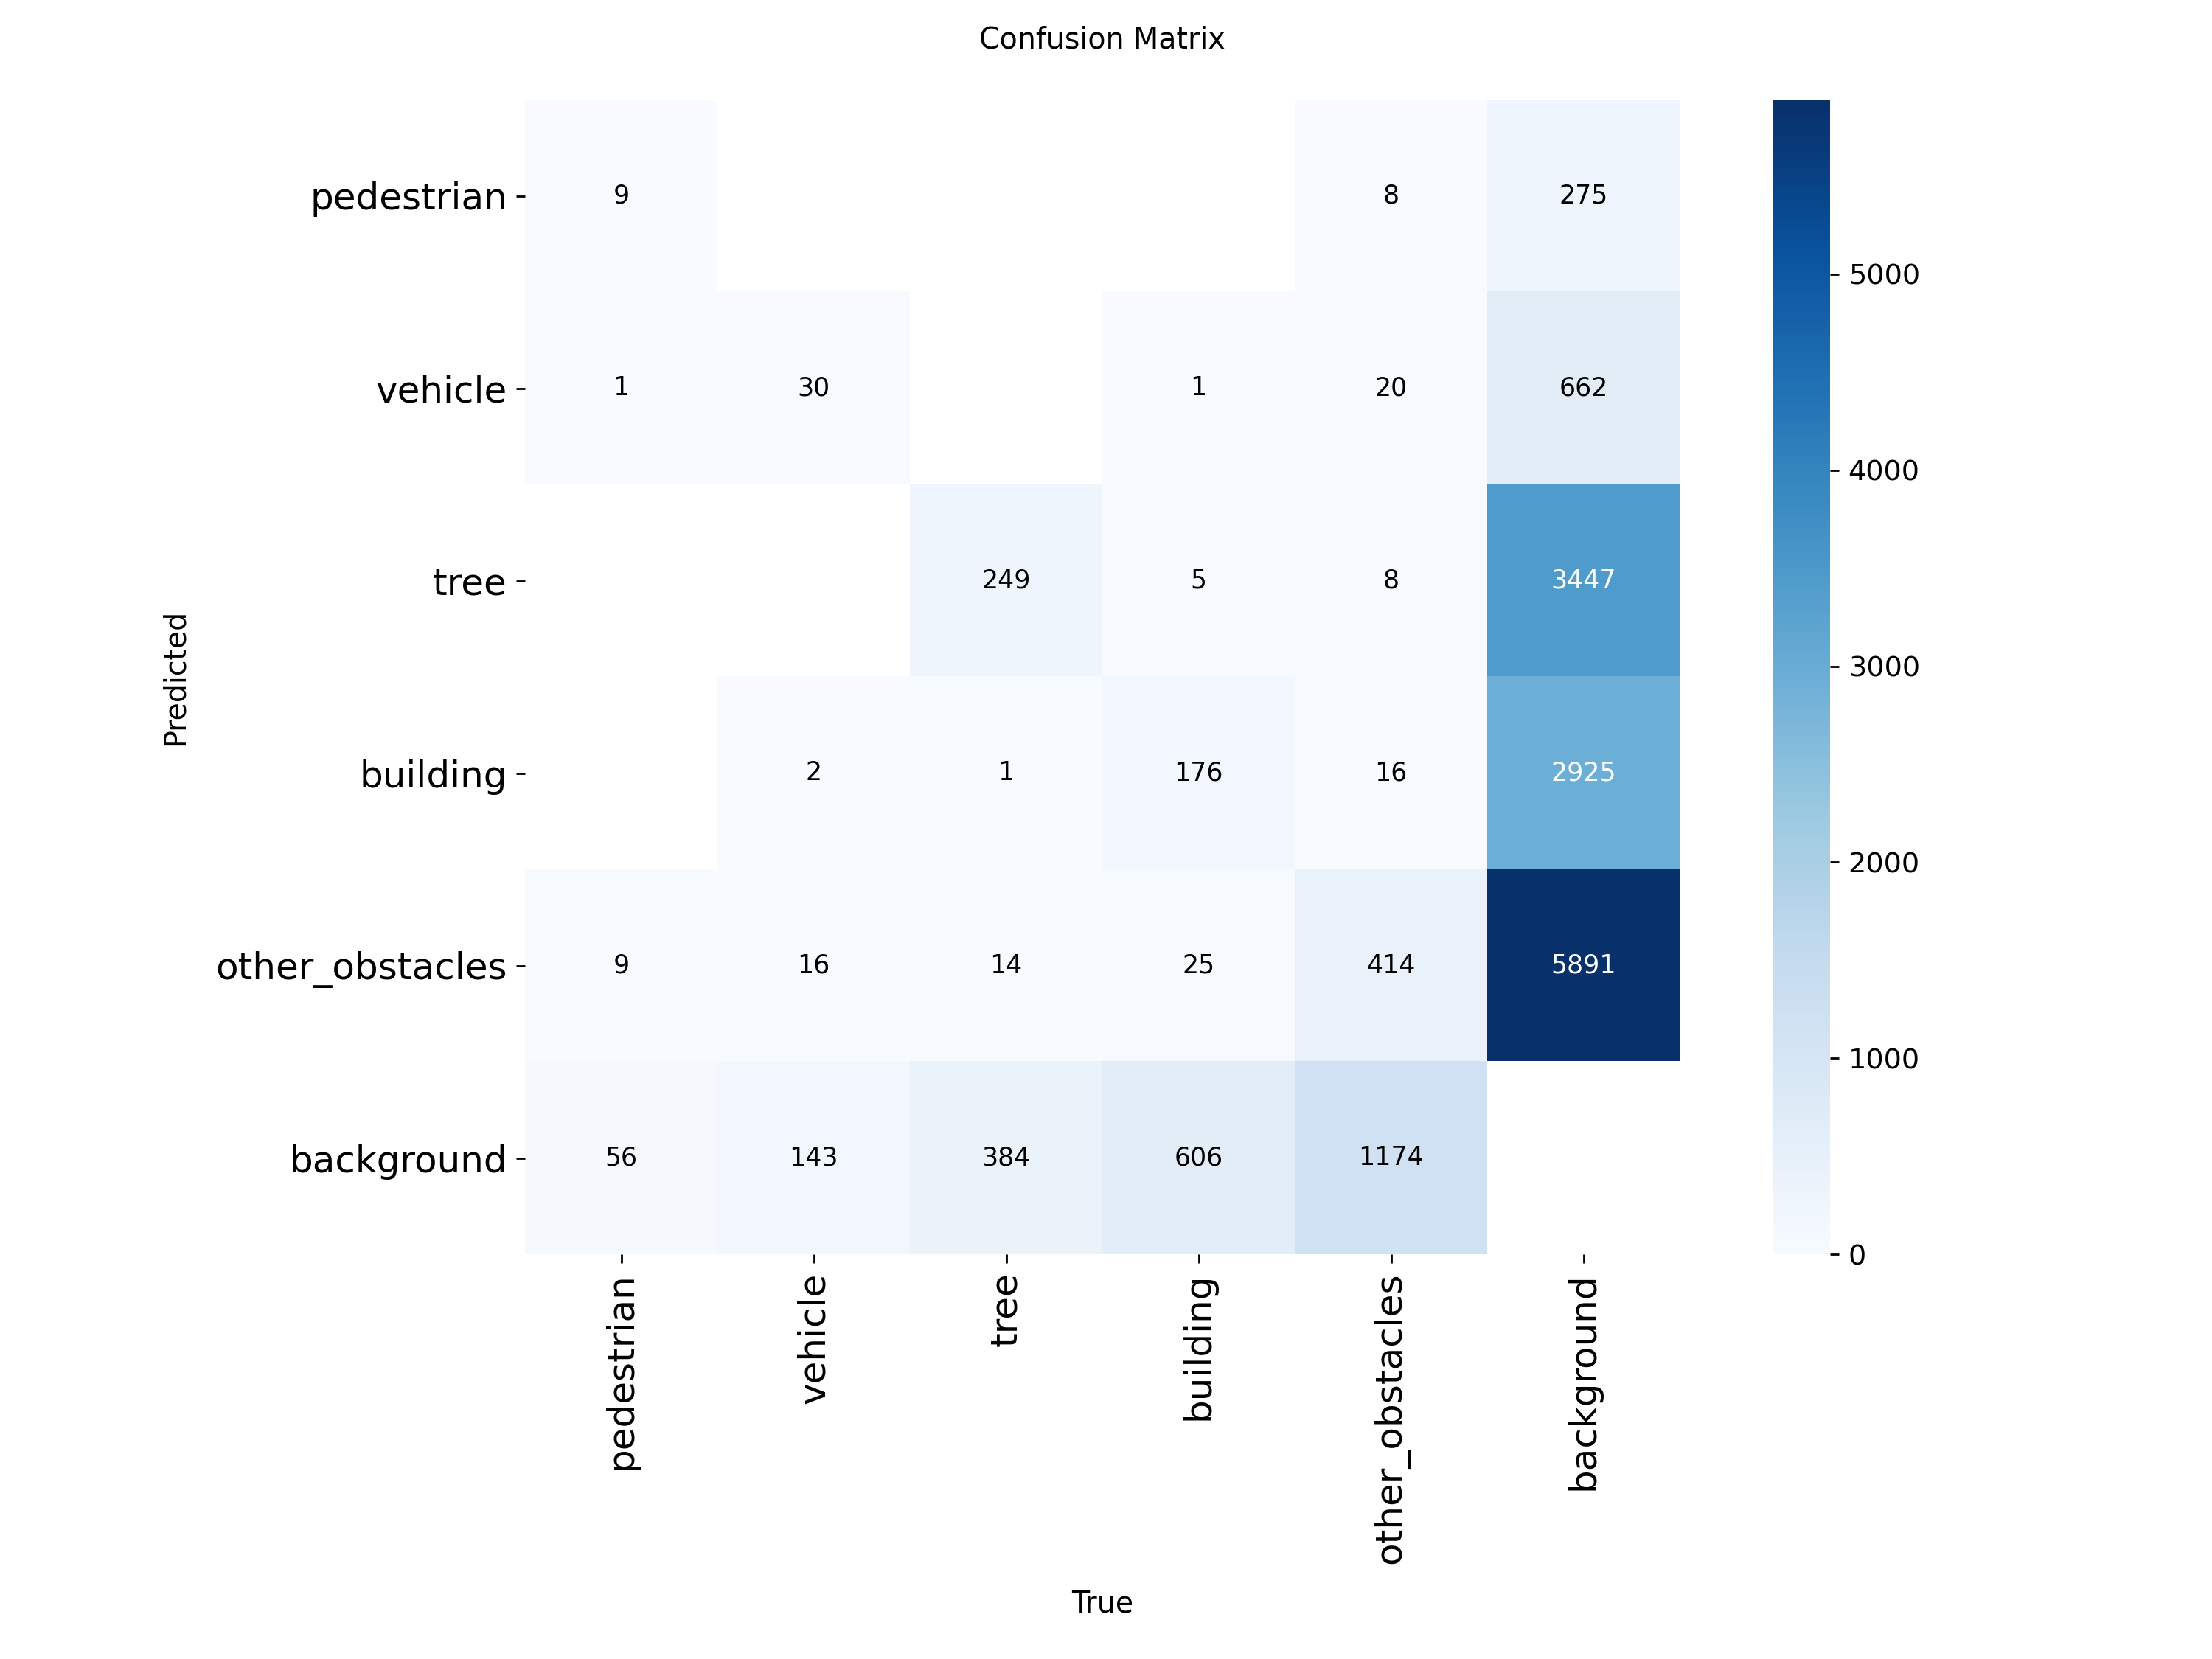 Confusion Matrix
pedestrian 9 8 275
vehicle 1 30 1 20 662
tree 249 5 8 3447
building 2 1 176 16 2925
other_obstacles 9 16 14 25 414 5891
background 56 143 384 606 1174
Predicted
pedestrian vehicle tree building other_obstacles background
True
5000
4000
3000
2000
1000
0